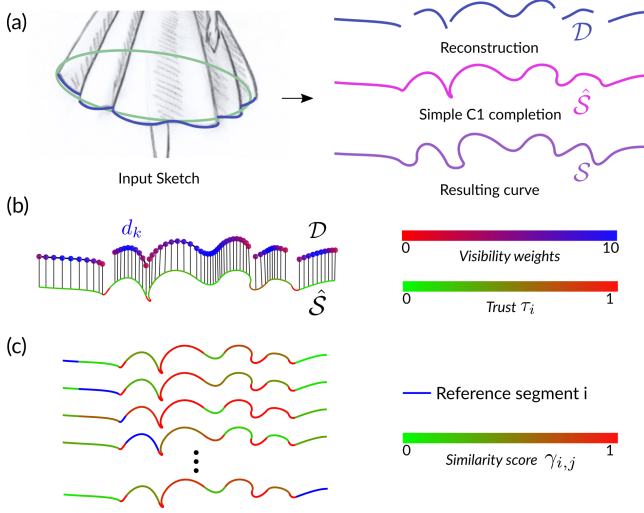 (a)
D
Reconstruction
Ŝ
Simple C1 completion
Input Sketch
S
Resulting curve
(b)
d_k
D
Ŝ
0 10
Visibility weights
0 1
Trust τ_i
(c)
Reference segment i
0 1
Similarity score γ_{i,j}